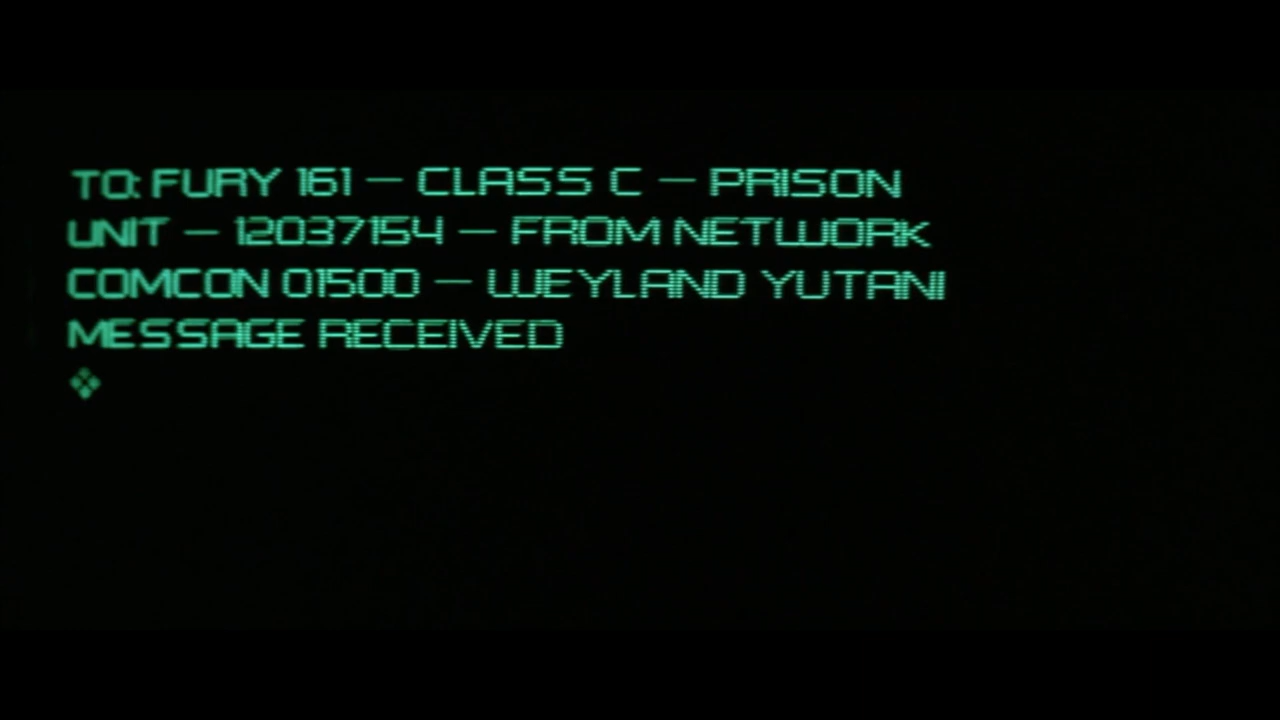 TO: FURY 161 — CLASS C — PRISON
UNIT — 12037154 — FROM NETWORK
COMCON 01500 — WEYLAND YUTANI
MESSAGE RECEIVED